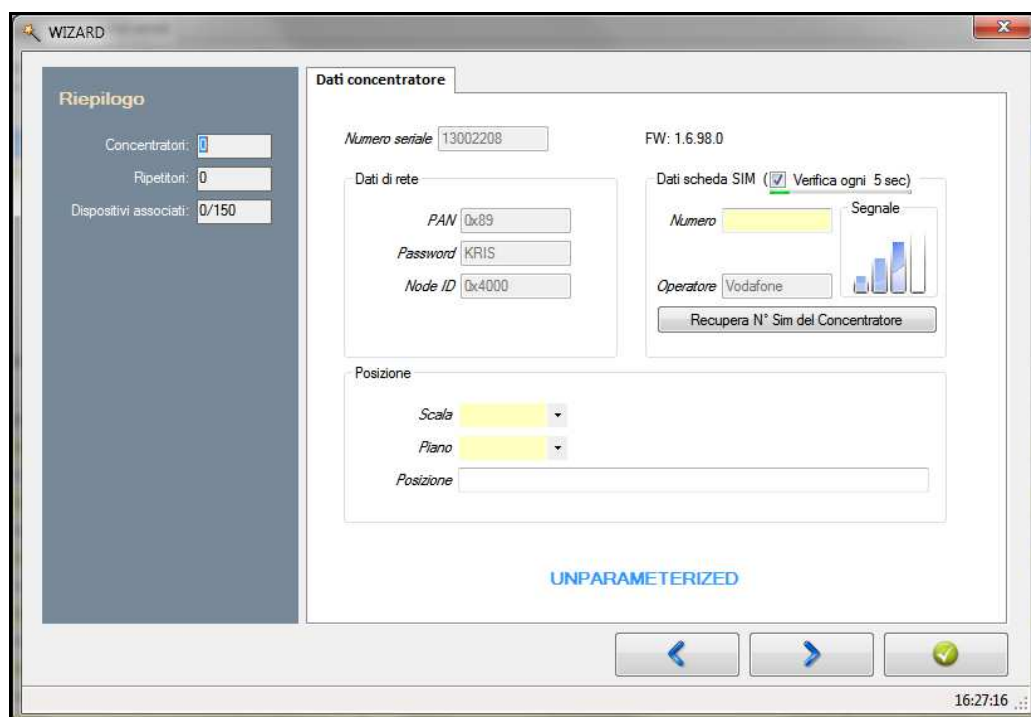 WIZARD
Riepilogo
Concentratori: 0
Ripetitori: 0
Dispositivi associati: 0/150
Dati concentratore
Numero seriale 13002208
FW: 1.6.98.0
Dati di rete
PAN 0x89
Password KRIS
Node ID 0x4000
Dati scheda SIM ( Verifica ogni 5 sec)
Numero
Segnale
Operatore Vodafone
Recupera N° Sim del Concentratore
Posizione
Scala
Piano
Posizione
UNPARAMETERIZED
16:27:16